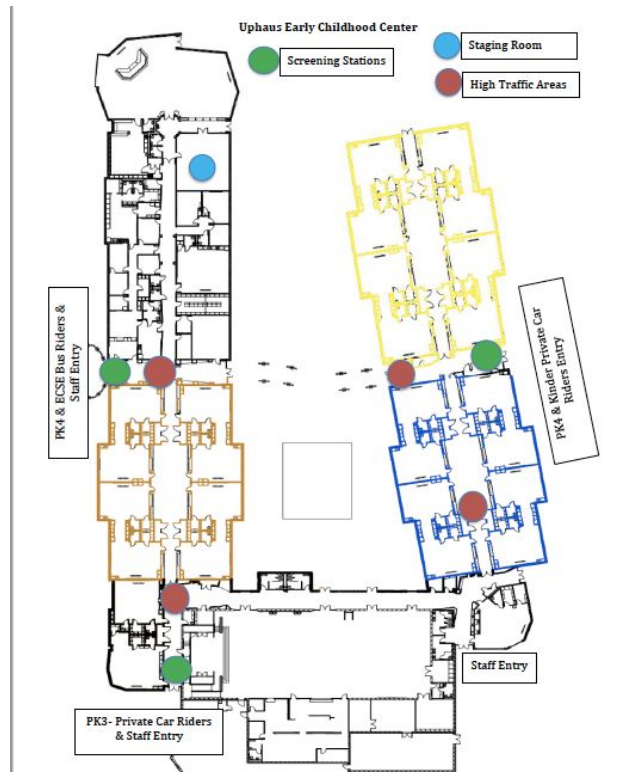 Uphaus Early Childhood Center
Screening Stations
Staging Room
High Traffic Areas
PK4 & ECSE Bus Riders &
Staff Entry
PK4 & Kinder Private Car
Riders Entry
Staff Entry
PK3- Private Car Riders
& Staff Entry